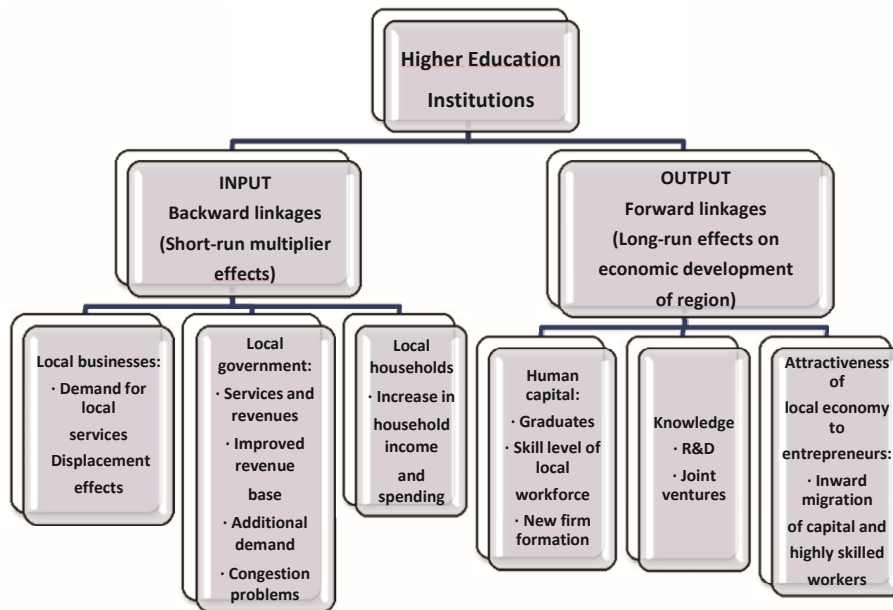 Higher Education
Institutions
INPUT
Backward linkages
(Short-run multiplier
effects)
OUTPUT
Forward linkages
(Long-run effects on
economic development
of region)
Local businesses:
· Demand for
local
services
Displacement
effects
Local
government:
· Services and
revenues
· Improved
revenue
base
· Additional
demand
· Congestion
problems
Local
households
· Increase in
household
income
and
spending
Human
capital:
· Graduates
· Skill level of
local
workforce
· New firm
formation
Knowledge
· R&D
· Joint
ventures
Attractiveness
of
local economy
to
entrepreneurs:
· Inward
migration
of capital and
highly skilled
workers